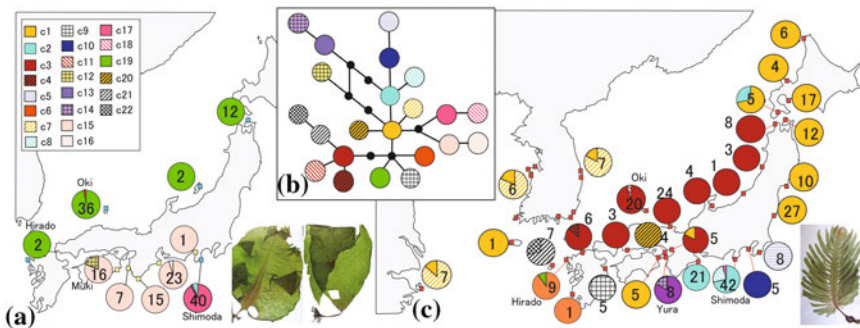 c1 c9 c17
c2 c10 c18
c3 c11 c19
c4 c12 c20
c5 c13 c21
c6 c14 c22
c7 c15
c8 c16
12
2
Oki
36
Hirado
2
1
16
Muki
7
15
23
40
Shimoda
(a)
(b)
(c)
6
4
5
17
8
12
3
1
10
4
27
7
6
Oki
20
24
1
7
6
3
4
5
8
Hirado
9
1
5
5
8
Yura
21
42
Shimoda
5
7